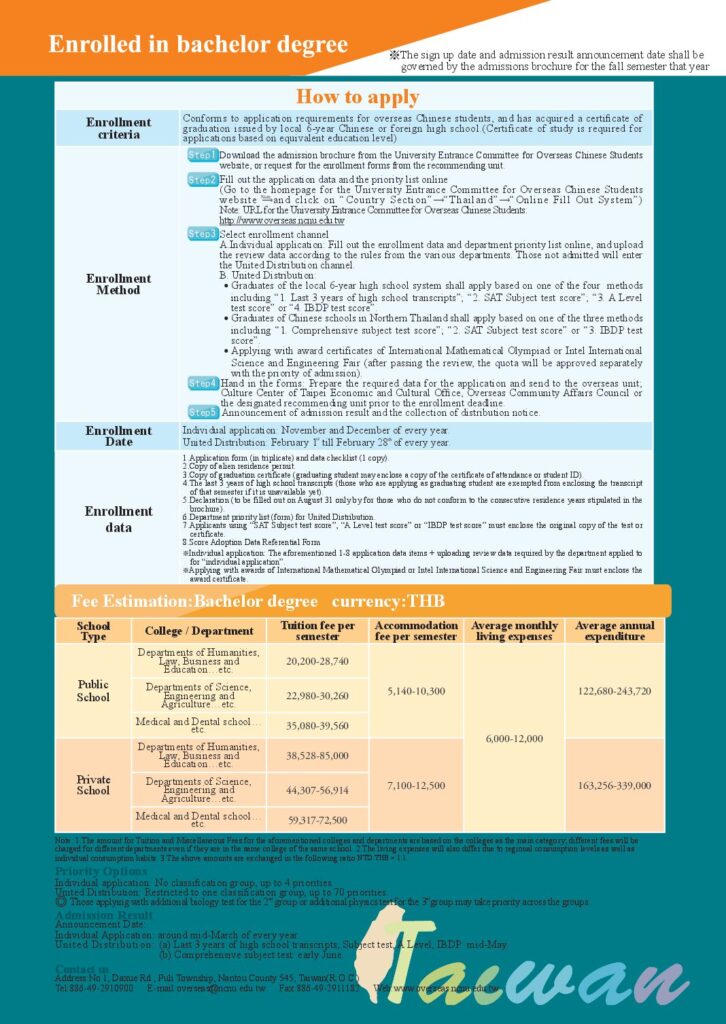 Enrolled in bachelor degree
※The sign up date and admission result announcement date shall be
governed by the admissions brochure for the fall semester that year
How to apply
Enrollment
criteria
Conforms to application requirements for overseas Chinese students, and has acquired a certificate of
graduation issued by local 6-year Chinese or foreign high school.(Certificate of study is required for
applications based on equivalent education level)
Enrollment
Method
Step1 Download the admission brochure from the University Entrance Committee for Overseas Chinese Students
website, or request for the enrollment forms from the recommending unit.
Step2 Fill out the application data and the priority list online
(Go to the homepage for the University Entrance Committee for Overseas Chinese Students
website and click on “Country Section”→“Thailand”→“Online Fill Out System”)
Note: URL for the University Entrance Committee for Overseas Chinese Students:
http://www.overseas.ncnu.edu.tw
Step3 Select enrollment channel
A.Individual application: Fill out the enrollment data and department priority list online, and upload
the review data according to the rules from the various departments. Those not admitted will enter
the United Distribution channel.
B. United Distribution:
• Graduates of the local 6-year high school system shall apply based on one of the four methods
including “1. Last 3 years of high school transcripts”, “2. SAT Subject test score”, “3. A Level
test score” or “4. IBDP test score”.
• Graduates of Chinese schools in Northern Thailand shall apply based on one of the three methods
including “1. Comprehensive subject test score”, “2. SAT Subject test score” or “3. IBDP test
score”.
• Applying with award certificates of International Mathematical Olympiad or Intel International
Science and Engineering Fair (after passing the review, the quota will be approved separately
with the priority of admission).
Step4 Hand in the forms: Prepare the required data for the application and send to the overseas unit;
Culture Center of Taipei Economic and Cultural Office, Overseas Community Affairs Council or
the designated recommending unit prior to the enrollment deadline.
Step5 Announcement of admission result and the collection of distribution notice.
Enrollment
Date
Individual application: November and December of every year.
United Distribution: February 1st till February 28th of every year.
Enrollment
data
1.Application form (in triplicate) and data checklist (1 copy).
2.Copy of alien residence permit.
3.Copy of graduation certificate (graduating student may enclose a copy of the certificate of attendance or student ID).
4.The last 3 years of high school transcripts (those who are applying as graduating student are exempted from enclosing the transcript
of that semester if it is unavailable yet).
5.Declaration (to be filled out on August 31 only by for those who do not conform to the consecutive residence years stipulated in the
brochure).
6.Department priority list (form) for United Distribution.
7.Applicants using “SAT Subject test score”, “A Level test score” or “IBDP test score” must enclose the original copy of the test or
certificate.
8.Score Adoption Data Referential Form
※Individual application: The aforementioned 1-8 application data items + uploading review data required by the department applied to
for “individual application”
※Applying with awards of International Mathematical Olympiad or Intel International Science and Engineering Fair must enclose the
award certificate.
Fee Estimation:Bachelor degree currency:THB
School Type | College / Department | Tuition fee per semester | Accommodation fee per semester | Average monthly living expenses | Average annual expenditure
Public School
Departments of Humanities, Law, Business and Education…etc. 20,200-28,740
Departments of Science, Engineering and Agriculture…etc. 22,980-30,260
Medical and Dental school…etc. 35,080-39,560
5,140-10,300
122,680-243,720
6,000-12,000
Private School
Departments of Humanities, Law, Business and Education…etc. 38,528-85,000
Departments of Science, Engineering and Agriculture…etc. 44,307-56,914
Medical and Dental school…etc. 59,317-72,500
7,100-12,500
163,256-339,000
Note: 1.The amount for Tuition and Miscellaneous Fees for the aforementioned colleges and departments are based on the colleges as the main category; different fees will be
charged for different departments even if they are in the same college of the same school. 2.The living expenses will also differ due to regional consumption levels as well as
individual consumption habits. 3.The above amounts are exchanged in the following ratio NTD:THB = 1:1.
Priority Options
Individual application: No classification group, up to 4 priorities.
United Distribution: Restricted to one classification group, up to 70 priorities.
◎ Those applying with additional biology test for the 2nd group or additional physics test for the 3rd group may take priority across the groups.
Admission Result
Announcement Date:
Individual Application: around mid-March of every year
United Distribution: (a) Last 3 years of high school transcripts, Subject test, A Level, IBDP: mid-May
(b) Comprehensive subject test: early June.
Contact us
Address:No.1, Daxue Rd., Puli Township, Nantou County 545, Taiwan(R.O.C.)
Tel:886-49-2910900 E-mail:overseas@ncnu.edu.tw Fax:886-49-2911182 Web:www.overseas.ncnu.edu.tw
Taiwan